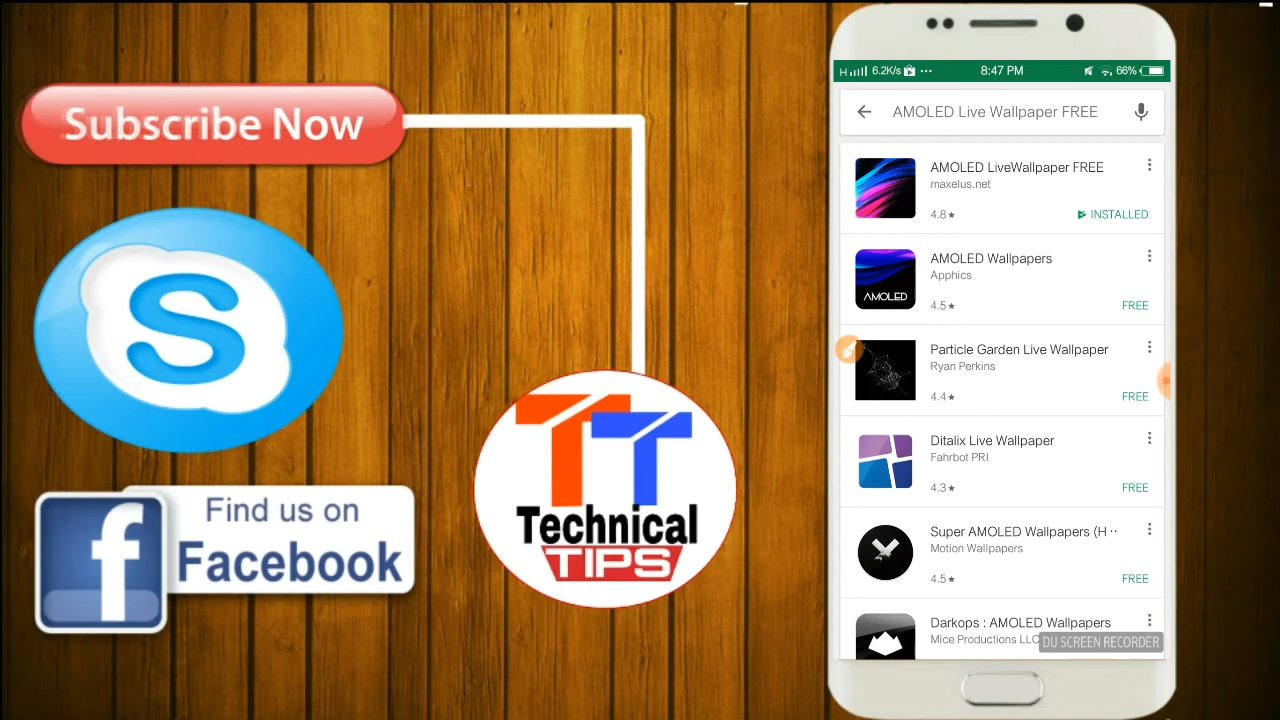 Subscribe Now
S
f
Find us on
Facebook
TT
Technical
TIPS
H 6.2K/s ... 8:47 PM 66%
AMOLED Live Wallpaper FREE
AMOLED LiveWallpaper FREE
maxelus.net
4.8★ INSTALLED
AMOLED Wallpapers
Apphics
AMOLED
4.5★ FREE
Particle Garden Live Wallpaper
Ryan Perkins
4.4★ FREE
Ditalix Live Wallpaper
Fahrbot PRI
4.3★ FREE
Super AMOLED Wallpapers (H ··
Motion Wallpapers
4.5★ FREE
Darkops : AMOLED Wallpapers
Mice Productions LLC
DU SCREEN RECORDER